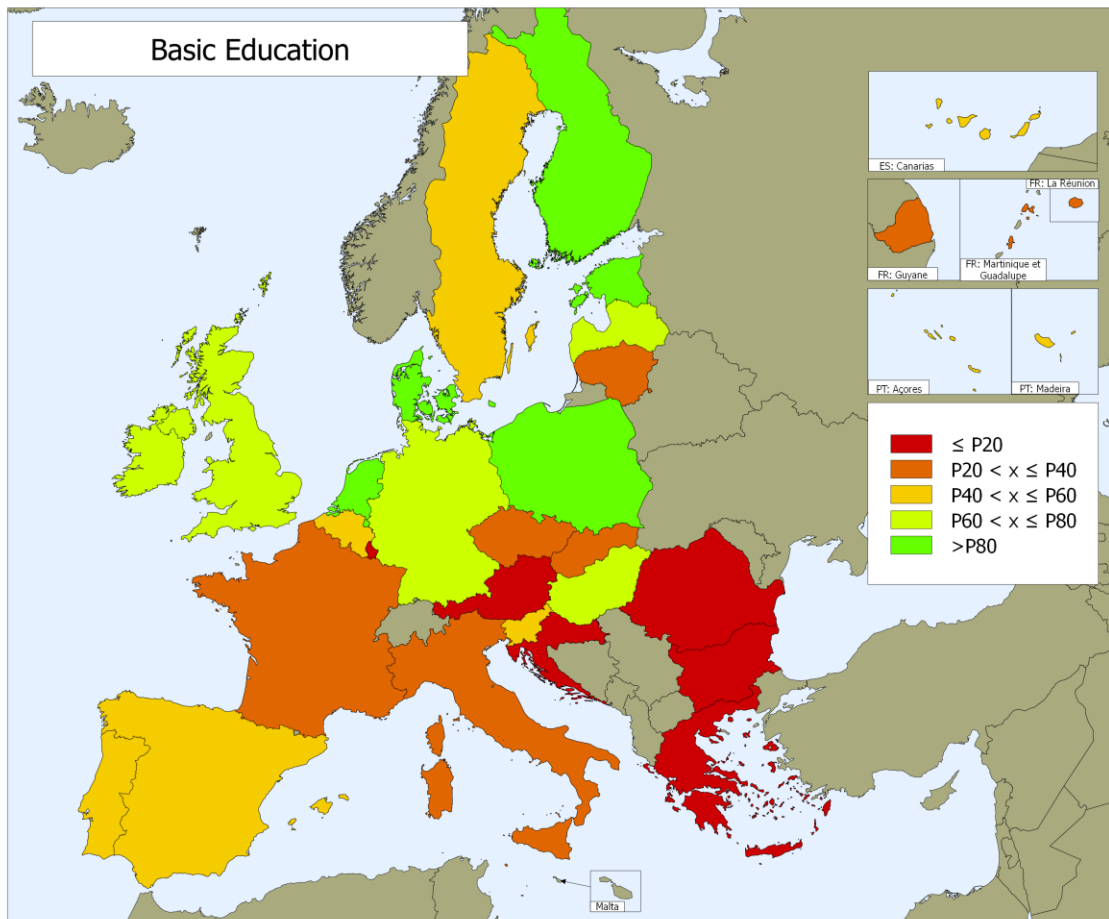 Basic Education
ES: Canarias
FR: La Réunion
FR: Guyane
FR: Martinique et
Guadalupe
PT: Açores
PT: Madeira
≤ P20
P20 < x ≤ P40
P40 < x ≤ P60
P60 < x ≤ P80
>P80
Malta